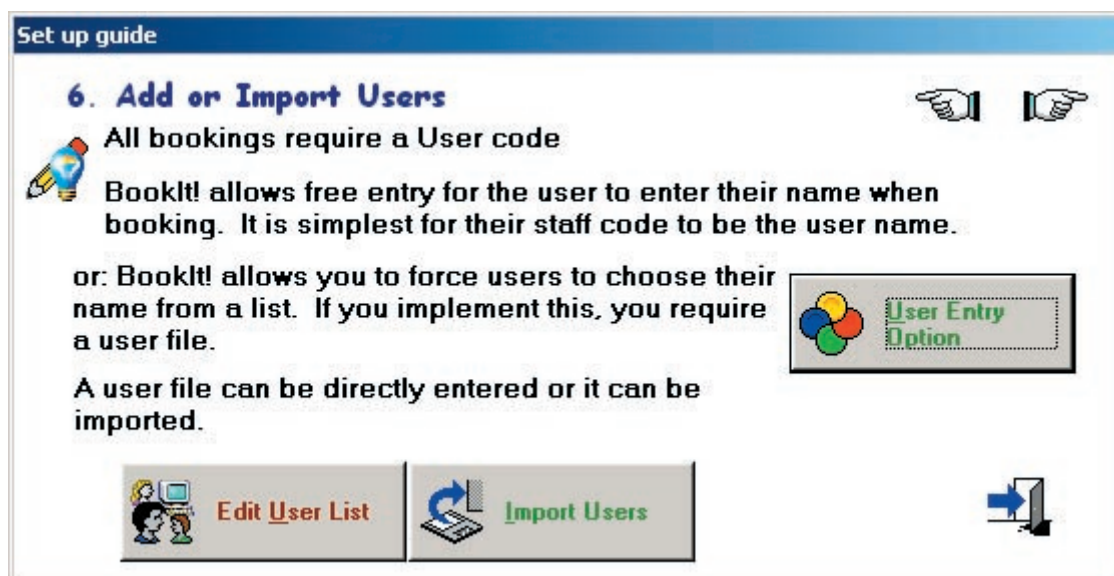 Set up guide
6. Add or Import Users
All bookings require a User code
BookIt! allows free entry for the user to enter their name when
booking. It is simplest for their staff code to be the user name.
or: BookIt! allows you to force users to choose their
name from a list. If you implement this, you require
a user file.
User Entry
Option
A user file can be directly entered or it can be
imported.
Edit User List
Import Users